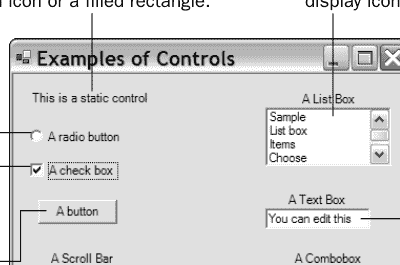 icon or a filled rectangle.
display icon
Examples of Controls
This is a static control
A List Box
Sample
List box
Items
Choose
A radio button
A check box
A button
A Text Box
You can edit this
A Scroll Bar
A Combobox